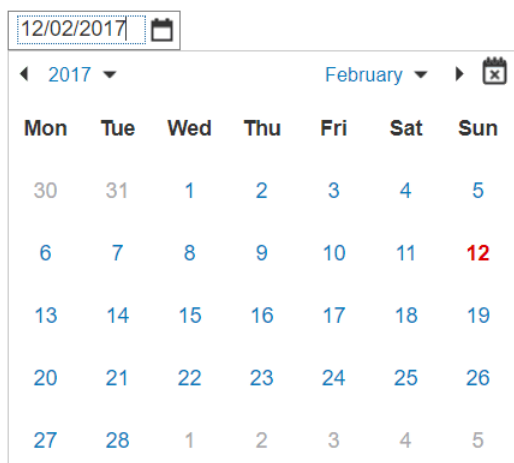 12/02/2017
2017 February
Mon Tue Wed Thu Fri Sat Sun
30 31 1 2 3 4 5
6 7 8 9 10 11 12
13 14 15 16 17 18 19
20 21 22 23 24 25 26
27 28 1 2 3 4 5